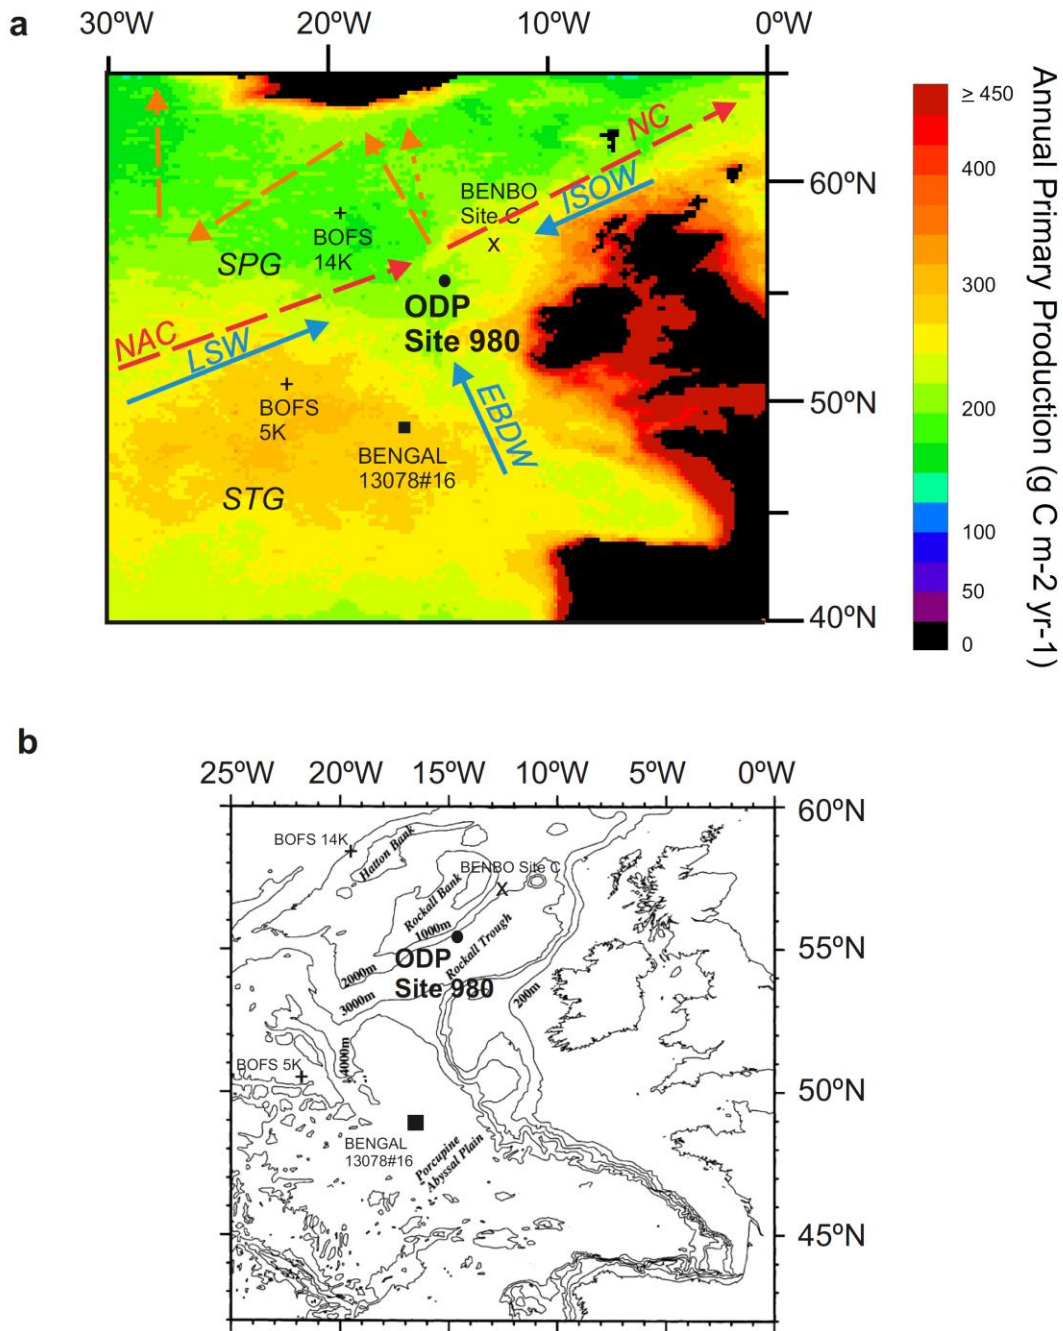 a
30ºW
20ºW
10ºW
0ºW
NC
ISOW
BENBO
Site C
x
60ºN
BOFS
14K
SPG
ODP
Site 980
NAC
LSW
BOFS
5K
50ºN
EBDW
BENGAL
13078#16
STG
40ºN
≥ 450
400
300
200
100
50
0
Annual Primary Production (g C m-2 yr-1)
b
25ºW
20ºW
15ºW
10ºW
5ºW
0ºW
60ºN
BOFS 14K
Hatton Bank
BENBO Site C
X
Rockall Bank
1000m
55ºN
ODP
Site 980
Rockall Trough
2000m
3000m
200m
4000m
BOFS 5K
50ºN
BENGAL
13078#16
Porcupine
Abyssal Plain
45ºN